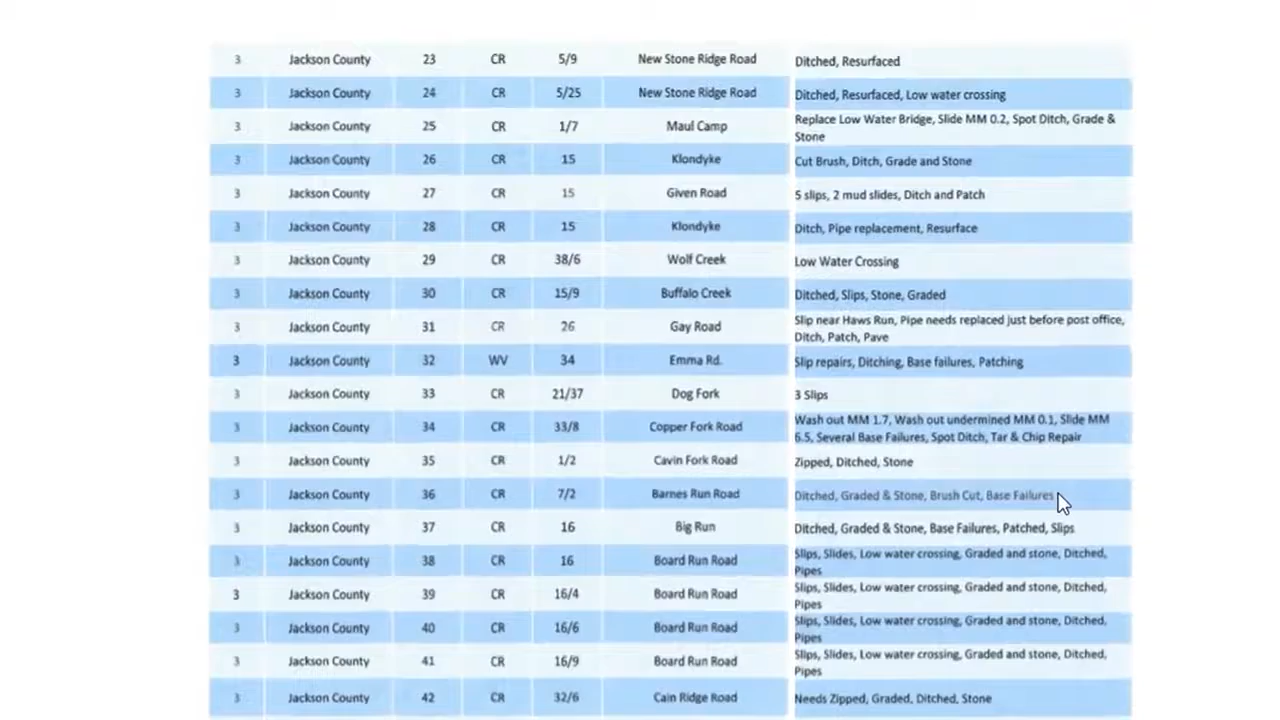 3 Jackson County 23 CR 5/9 New Stone Ridge Road Ditched, Resurfaced
3 Jackson County 24 CR 5/25 New Stone Ridge Road Ditched, Resurfaced, Low water crossing
3 Jackson County 25 CR 1/7 Maul Camp Replace Low Water Bridge, Slide MM 0.2, Spot Ditch, Grade &
Stone
3 Jackson County 26 CR 15 Klondyke Cut Brush, Ditch, Grade and Stone
3 Jackson County 27 CR 15 Given Road 5 slips, 2 mud slides, Ditch and Patch
3 Jackson County 28 CR 15 Klondyke Ditch, Pipe replacement, Resurface
3 Jackson County 29 CR 38/6 Wolf Creek Low Water Crossing
3 Jackson County 30 CR 15/9 Buffalo Creek Ditched, Slips, Stone, Graded
3 Jackson County 31 CR 26 Gay Road Slip near Haws Run, Pipe needs replaced just before post office,
Ditch, Patch, Pave
3 Jackson County 32 WV 34 Emma Rd. Slip repairs, Ditching, Base failures, Patching
3 Jackson County 33 CR 21/37 Dog Fork 3 Slips
3 Jackson County 34 CR 33/8 Copper Fork Road Wash out MM 1.7, Wash out undermined MM 0.1, Slide MM
6.5, Several Base Failures, Spot Ditch, Tar & Chip Repair
3 Jackson County 35 CR 1/2 Cavin Fork Road Zipped, Ditched, Stone
3 Jackson County 36 CR 7/2 Barnes Run Road Ditched, Graded & Stone, Brush Cut, Base Failures
3 Jackson County 37 CR 16 Big Run Ditched, Graded & Stone, Base Failures, Patched, Slips
3 Jackson County 38 CR 16 Board Run Road Slips, Slides, Low water crossing, Graded and stone, Ditched,
Pipes
3 Jackson County 39 CR 16/4 Board Run Road Slips, Slides, Low water crossing, Graded and stone, Ditched,
Pipes
3 Jackson County 40 CR 16/6 Board Run Road Slips, Slides, Low water crossing, Graded and stone, Ditched,
Pipes
3 Jackson County 41 CR 16/9 Board Run Road Slips, Slides, Low water crossing, Graded and stone, Ditched,
Pipes
3 Jackson County 42 CR 32/6 Cain Ridge Road Needs Zipped, Graded, Ditched, Stone